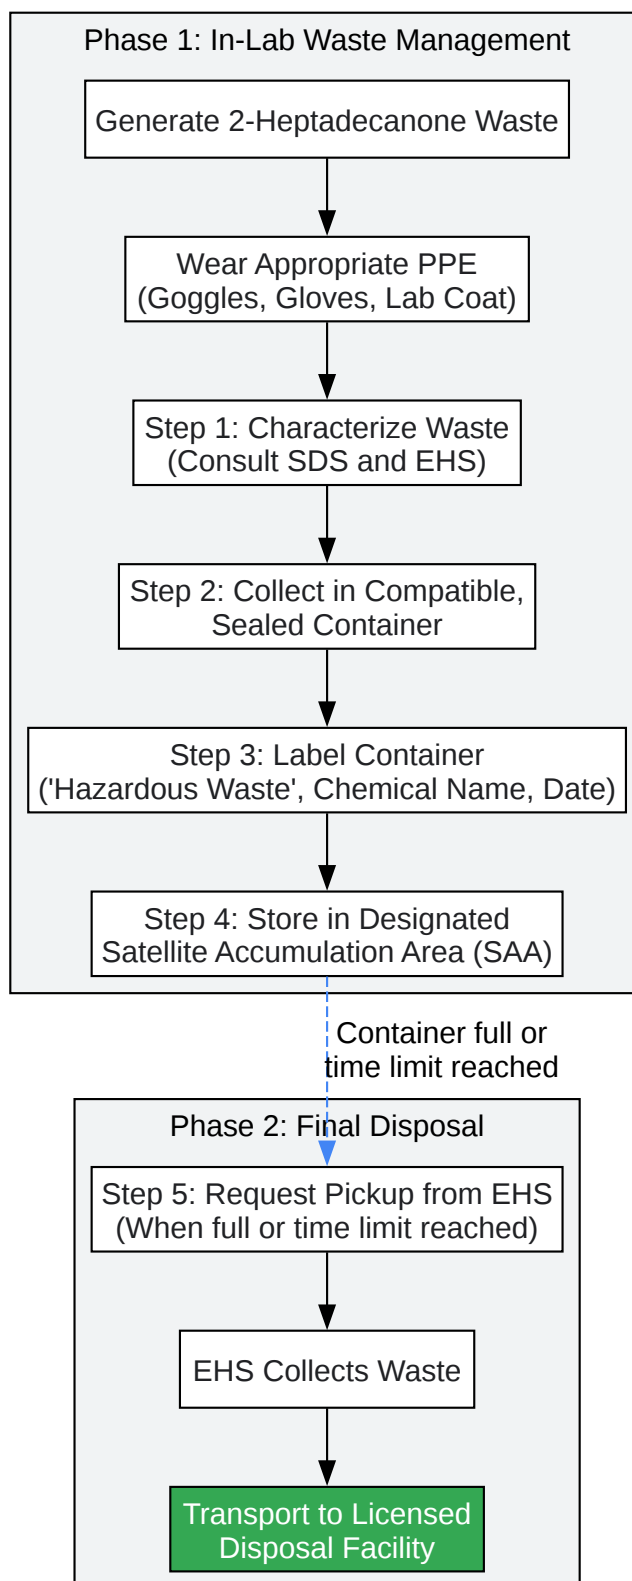 Phase 1: In-Lab Waste Management
Generate 2-Heptadecanone Waste
Wear Appropriate PPE
(Goggles, Gloves, Lab Coat)
Step 1: Characterize Waste
(Consult SDS and EHS)
Step 2: Collect in Compatible,
Sealed Container
Step 3: Label Container
('Hazardous Waste', Chemical Name, Date)
Step 4: Store in Designated
Satellite Accumulation Area (SAA)
Container full or
time limit reached
Phase 2: Final Disposal
Step 5: Request Pickup from EHS
(When full or time limit reached)
EHS Collects Waste
Transport to Licensed
Disposal Facility